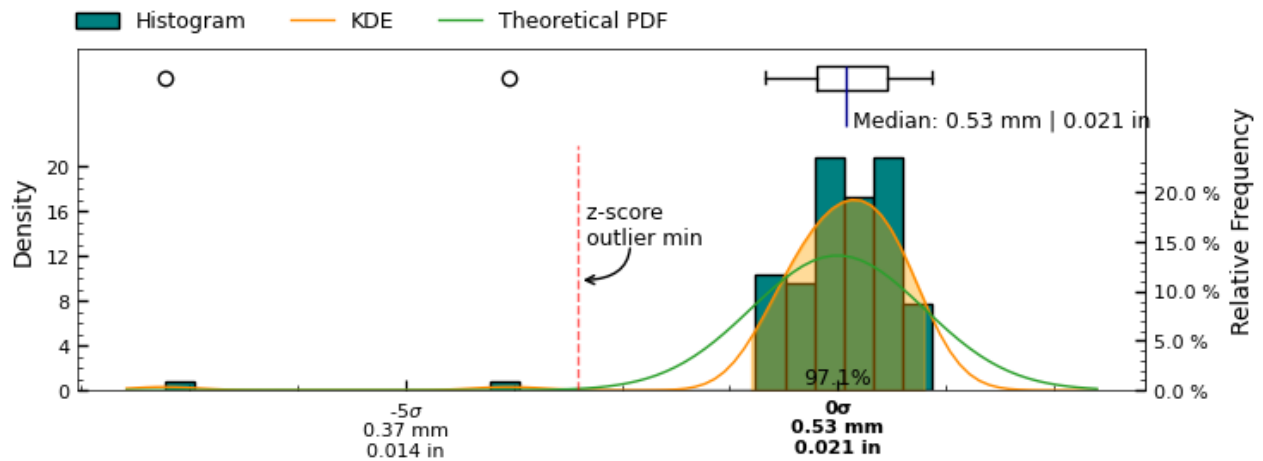 Histogram KDE Theoretical PDF
Median: 0.53 mm | 0.021 in
Density
20
16
12
8
4
0
z-score
outlier min
97.1%
20.0 %
15.0 %
10.0 %
5.0 %
0.0 %
Relative Frequency
-5σ
0.37 mm
0.014 in
0σ
0.53 mm
0.021 in